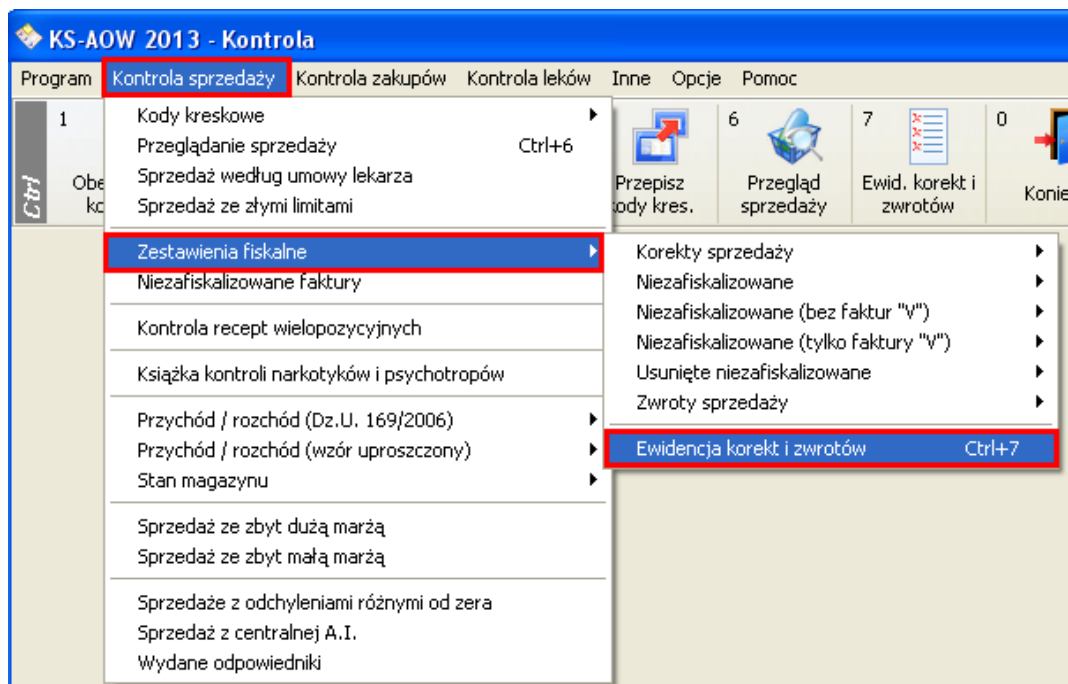 KS-AOW 2013 - Kontrola
Program Kontrola sprzedaży Kontrola zakupów Kontrola leków Inne Opcje Pomoc
Ctrl
1
6
7
0
Przepisz
Przegląd sprzedaży
Ewid. korekt i zwrotów
Kody kreskowe
Przeglądanie sprzedaży Ctrl+6
Sprzedaż według umowy lekarza
Sprzedaż ze złymi limitami
Zestawienia fiskalne
Niezafiskalizowane faktury
Kontrola recept wielopozycyjnych
Książka kontroli narkotyków i psychotropów
Przychód / rozchód (Dz.U. 169/2006)
Przychód / rozchód (wzór uproszczony)
Stan magazynu
Sprzedaż ze zbyt dużą marżą
Sprzedaż ze zbyt małą marżą
Sprzedaże z odchyleniami różnymi od zera
Sprzedaż z centralnej A.I.
Wydane odpowiedniki
Korekty sprzedaży
Niezafiskalizowane
Niezafiskalizowane (bez faktur "V")
Niezafiskalizowane (tylko faktury "V")
Usunięte niezafiskalizowane
Zwroty sprzedaży
Ewidencja korekt i zwrotów Ctrl+7